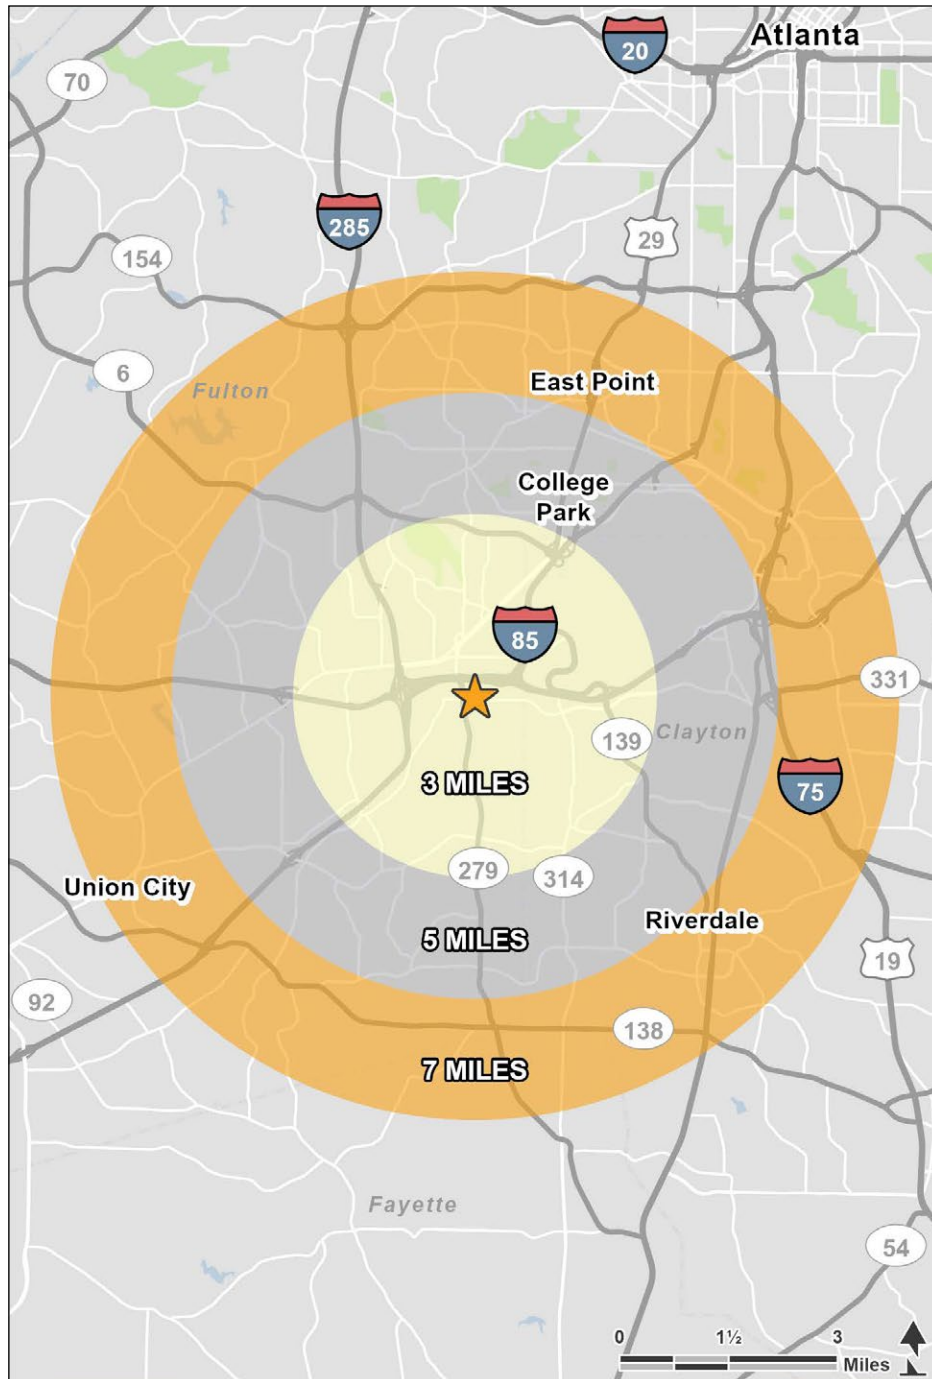 Atlanta
20
70
285
29
154
6
Fulton
East Point
College
Park
85
331
139
Clayton
3 MILES
75
279
314
Union City
Riverdale
5 MILES
19
92
138
7 MILES
Fayette
54
0 1½ 3
Miles